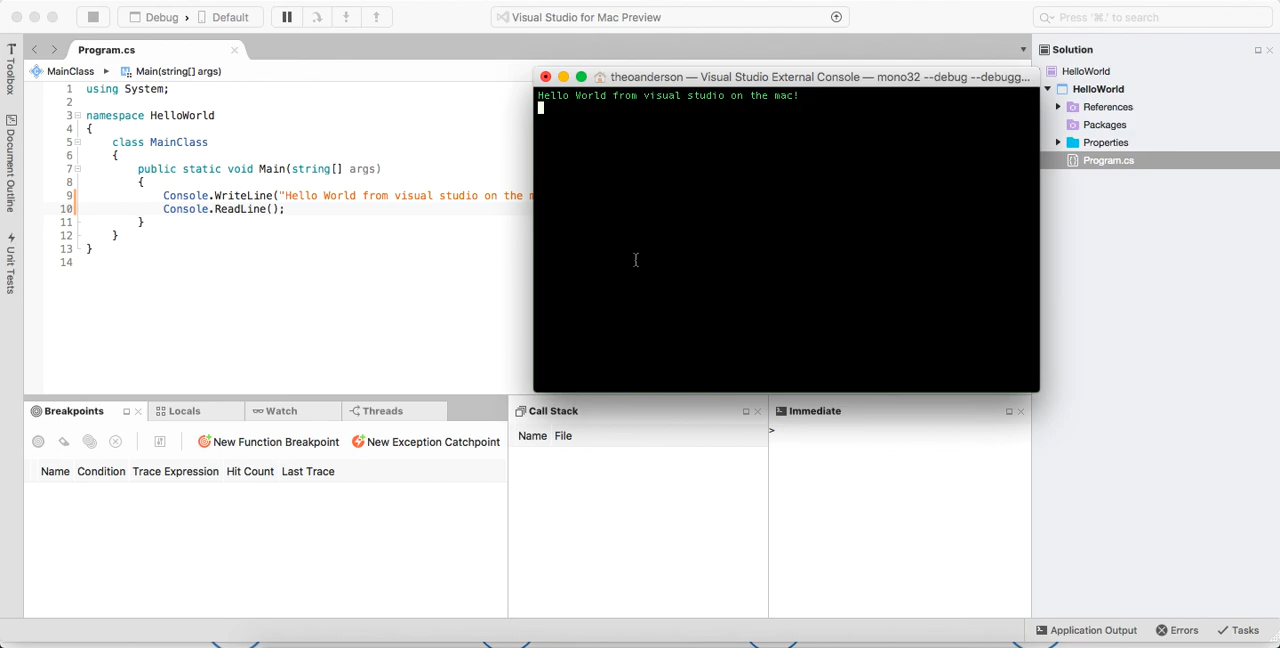 Debug › Default
Visual Studio for Mac Preview
Press '⌘.' to search
Toolbox
Document Outline
Unit Tests
Program.cs
MainClass ▸ Main(string[] args)
1 using System;
2
3 namespace HelloWorld
4 {
5 class MainClass
6 {
7 public static void Main(string[] args)
8 {
9 Console.WriteLine("Hello World from visual studio on the m
10 Console.ReadLine();
11 }
12 }
13 }
14
theoanderson — Visual Studio External Console — mono32 --debug --debugg...
Hello World from visual studio on the mac!
Solution
HelloWorld
HelloWorld
References
Packages
Properties
Program.cs
Breakpoints
Locals
Watch
Threads
New Function Breakpoint
New Exception Catchpoint
Name Condition Trace Expression Hit Count Last Trace
Call Stack
Name File
Immediate
>
Application Output
Errors
Tasks